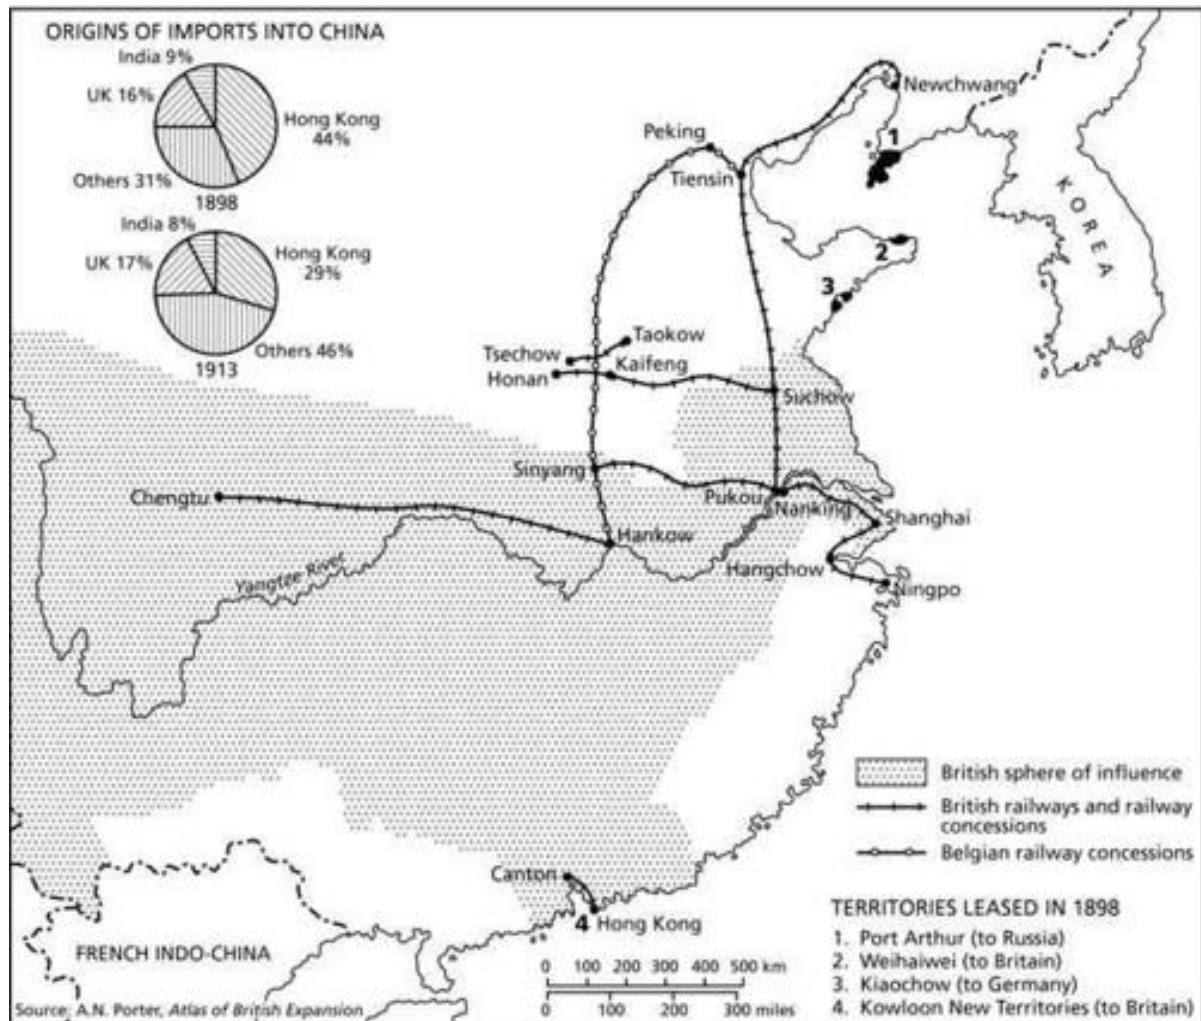 ORIGINS OF IMPORTS INTO CHINA
India 9%
UK 16%
Hong Kong
44%
Others 31%
1898
India 8%
UK 17%
Hong Kong
29%
Others 46%
1913
Newchwang
1
Peking
Tiensin
KOREA
2
3
Taokow
Tsechow
Kaifeng
Honan
Suchow
Sinyang
Chengtu
Pukou
Nanking
Shanghai
Hankow
Hangchow
Yangtze River
Ningpo
British sphere of influence
British railways and railway
concessions
Belgian railway concessions
Canton
4 Hong Kong
FRENCH INDO-CHINA
TERRITORIES LEASED IN 1898
1. Port Arthur (to Russia)
2. Weihaiwei (to Britain)
3. Kiaochow (to Germany)
4. Kowloon New Territories (to Britain)
0 100 200 300 400 500 km
0 100 200 300 miles
Source: A.N. Porter, Atlas of British Expansion